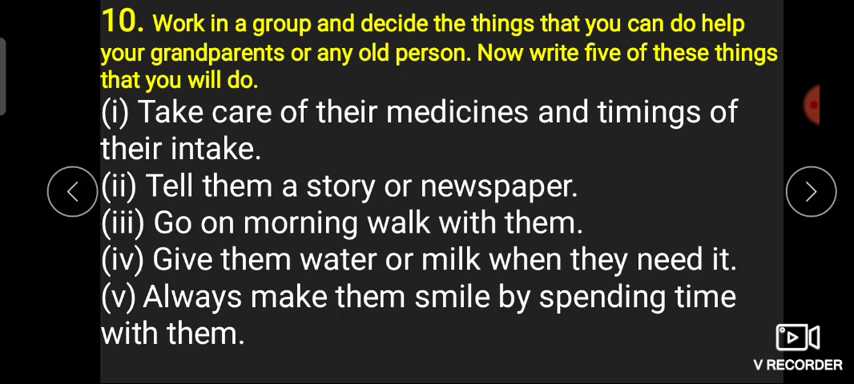 10. Work in a group and decide the things that you can do help
your grandparents or any old person. Now write five of these things
that you will do.
(i) Take care of their medicines and timings of
their intake.
(ii) Tell them a story or newspaper.
(iii) Go on morning walk with them.
(iv) Give them water or milk when they need it.
(v) Always make them smile by spending time
with them.
V RECORDER